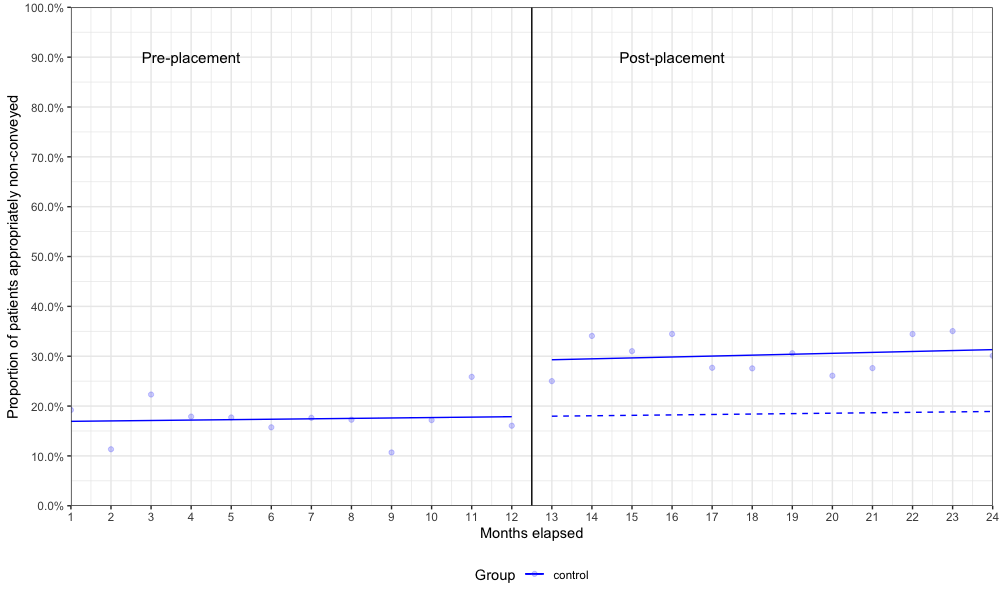 Proportion of patients appropriately non-conveyed
100.0%
90.0%
80.0%
70.0%
60.0%
50.0%
40.0%
30.0%
20.0%
10.0%
0.0%
Pre-placement
Post-placement
1 2 3 4 5 6 7 8 9 10 11 12 13 14 15 16 17 18 19 20 21 22 23 24
Months elapsed
Group control